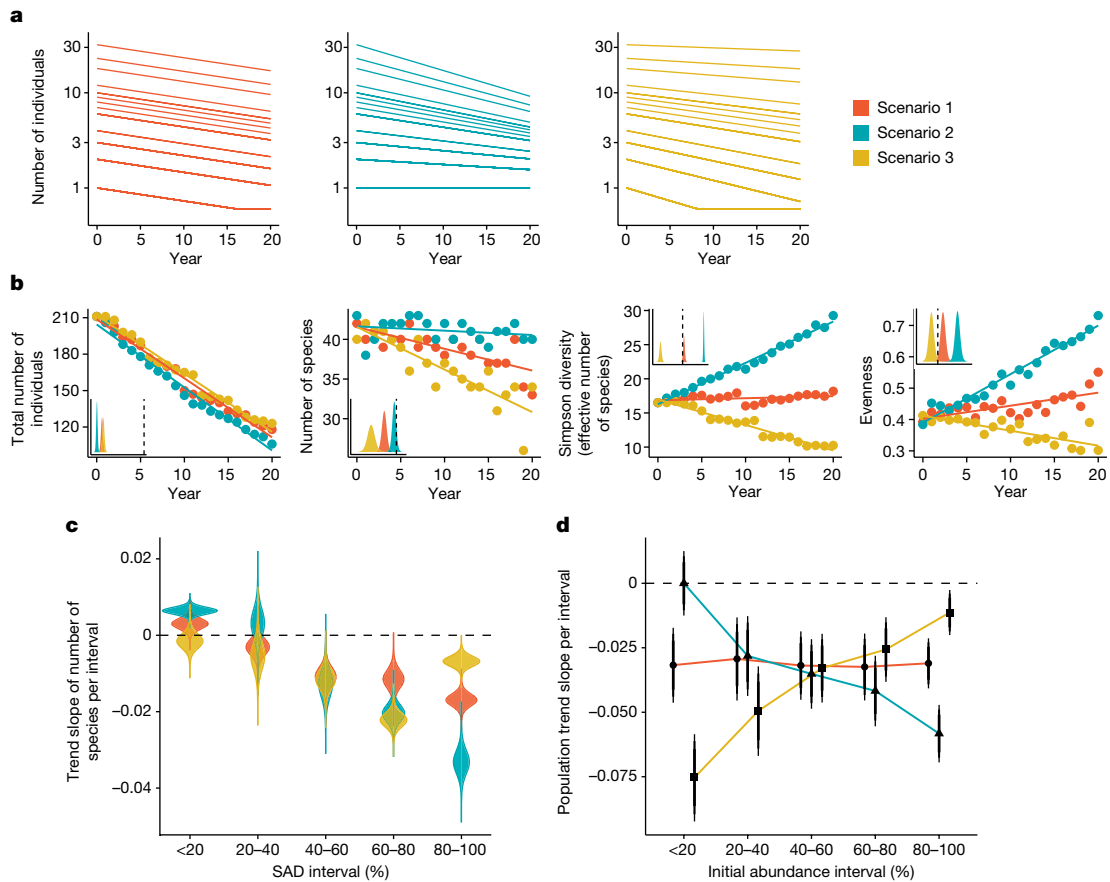 a
Number of individuals
30
10
3
1
0 5 10 15 20
Year
30
10
3
1
0 5 10 15 20
Year
30
10
3
1
0 5 10 15 20
Year
Scenario 1
Scenario 2
Scenario 3
b
Total number of
individuals
210
180
150
120
0 5 10 15 20
Year
Number of species
40
35
30
0 5 10 15 20
Year
Simpson diversity
(effective number
of species)
30
25
20
15
10
0 5 10 15 20
Year
Evenness
0.7
0.6
0.5
0.4
0.3
0 5 10 15 20
Year
c
Trend slope of number of
species per interval
0.02
0
−0.02
−0.04
<20 20–40 40–60 60–80 80–100
SAD interval (%)
d
Population trend slope per interval
0
−0.025
−0.050
−0.075
<20 20–40 40–60 60–80 80–100
Initial abundance interval (%)